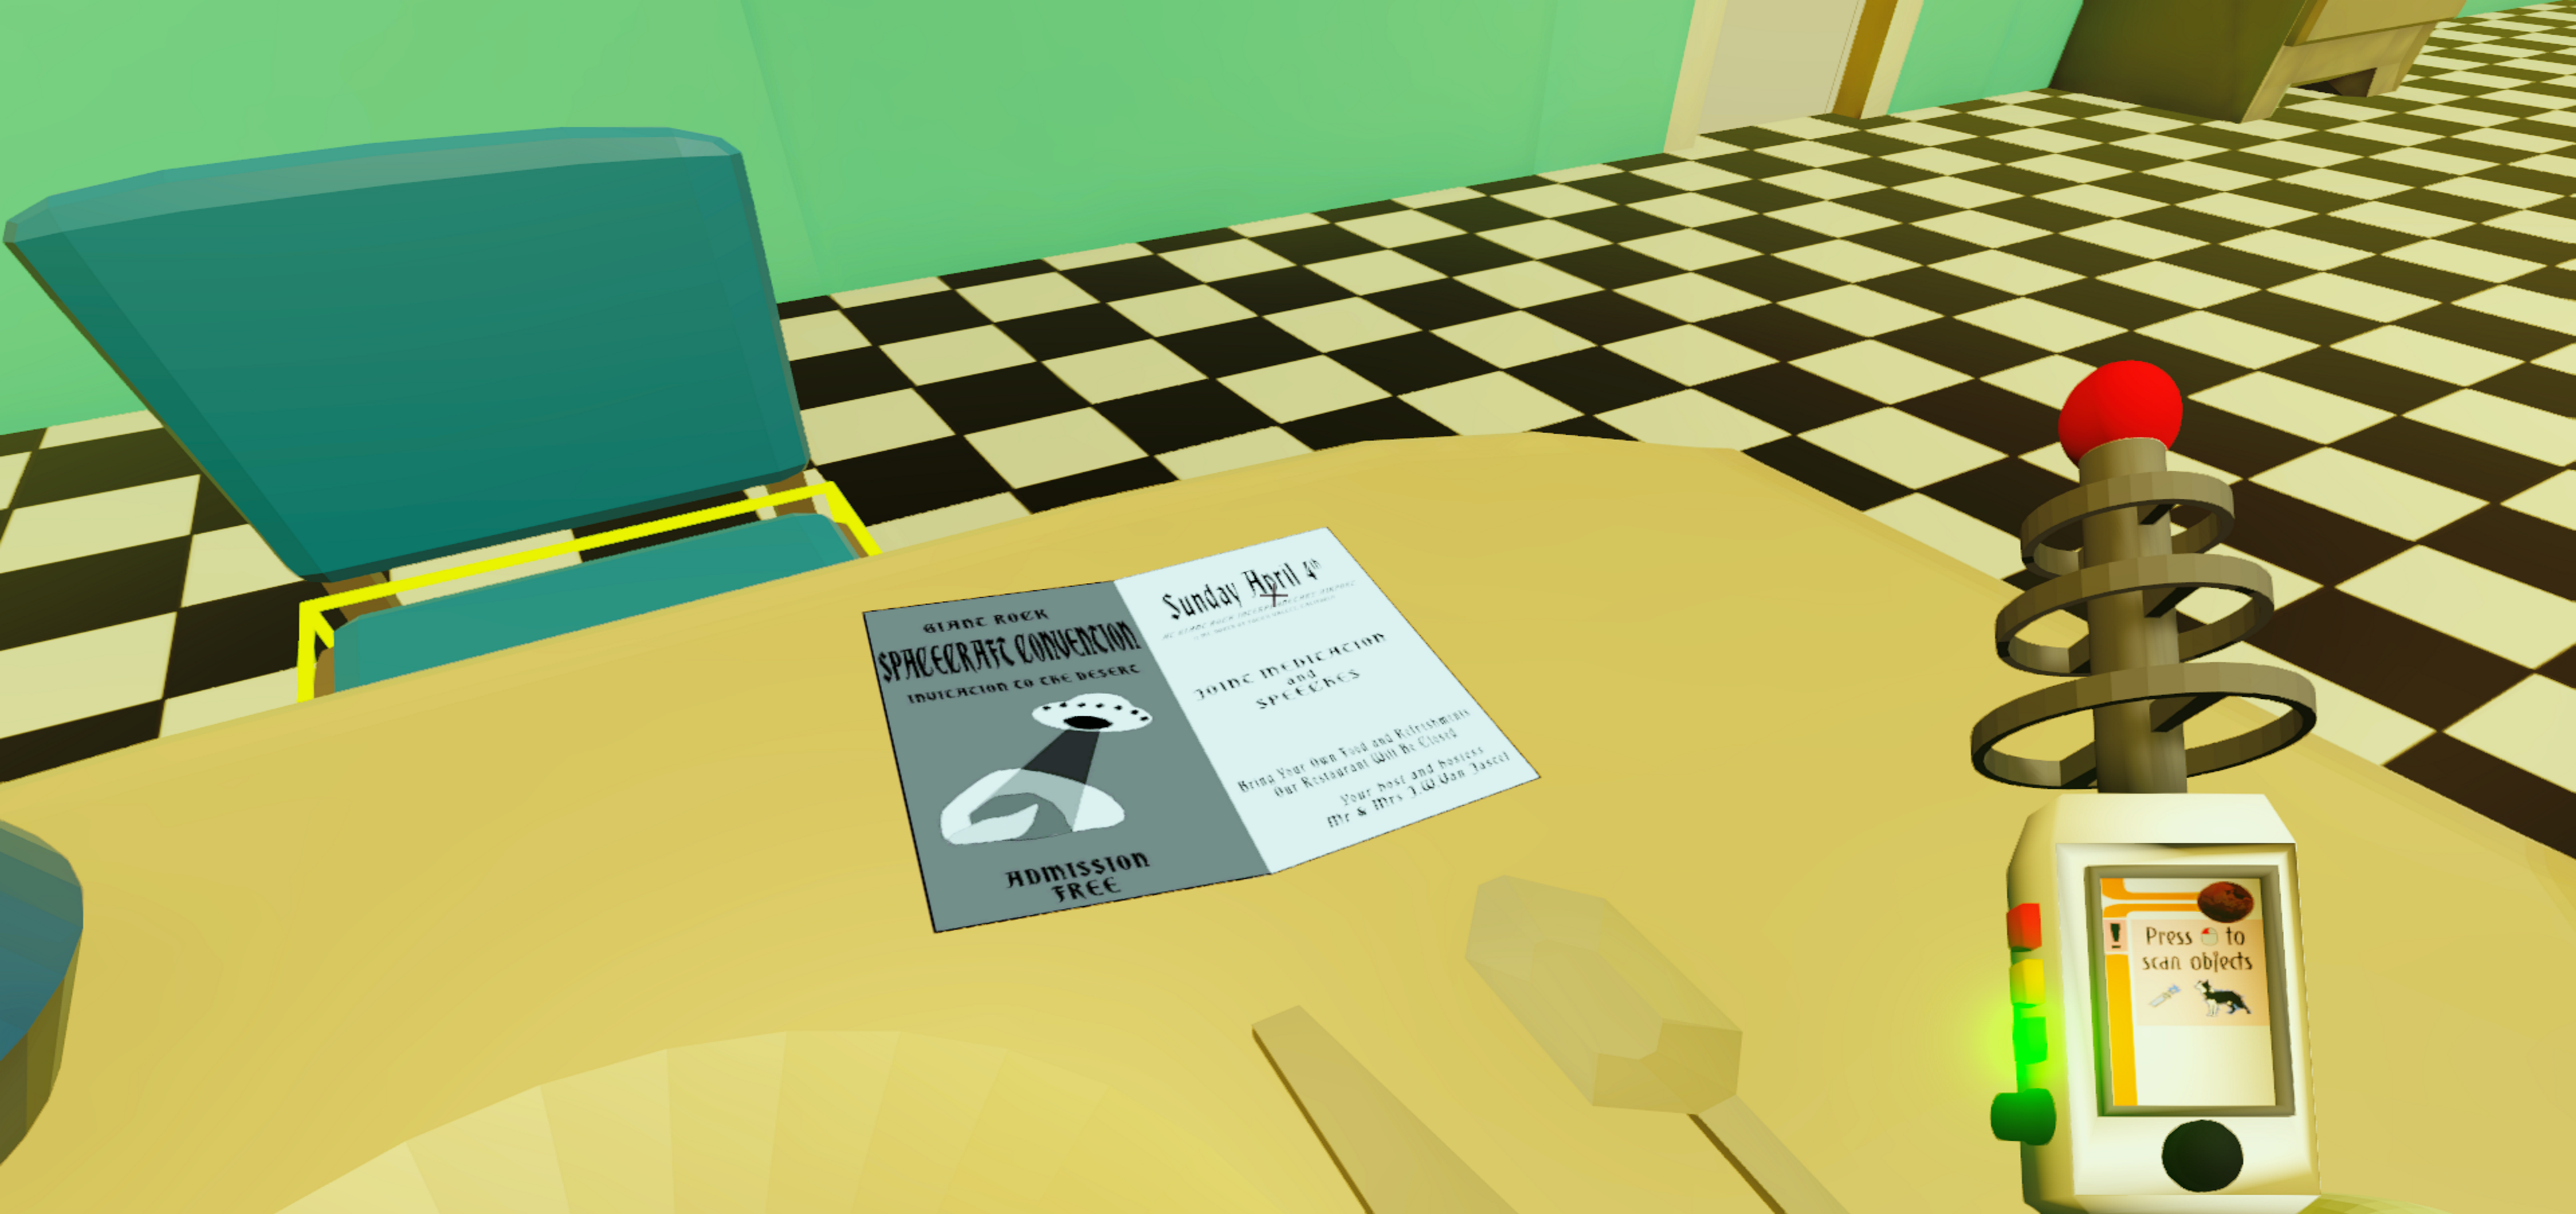 GIANT ROCK
SPACECRAFT CONVENTION
INVITATION TO THE DESERT
ADMISSION
FREE
Sunday April 4th
JOINT MEDITATION
and
SPEECHES
Bring Your Own Food and Refreshments
Our Restaurant Will Be Closed
Your host and hostess
Mr & Mrs J.W.Van Tassel
!
Press to
scan objects